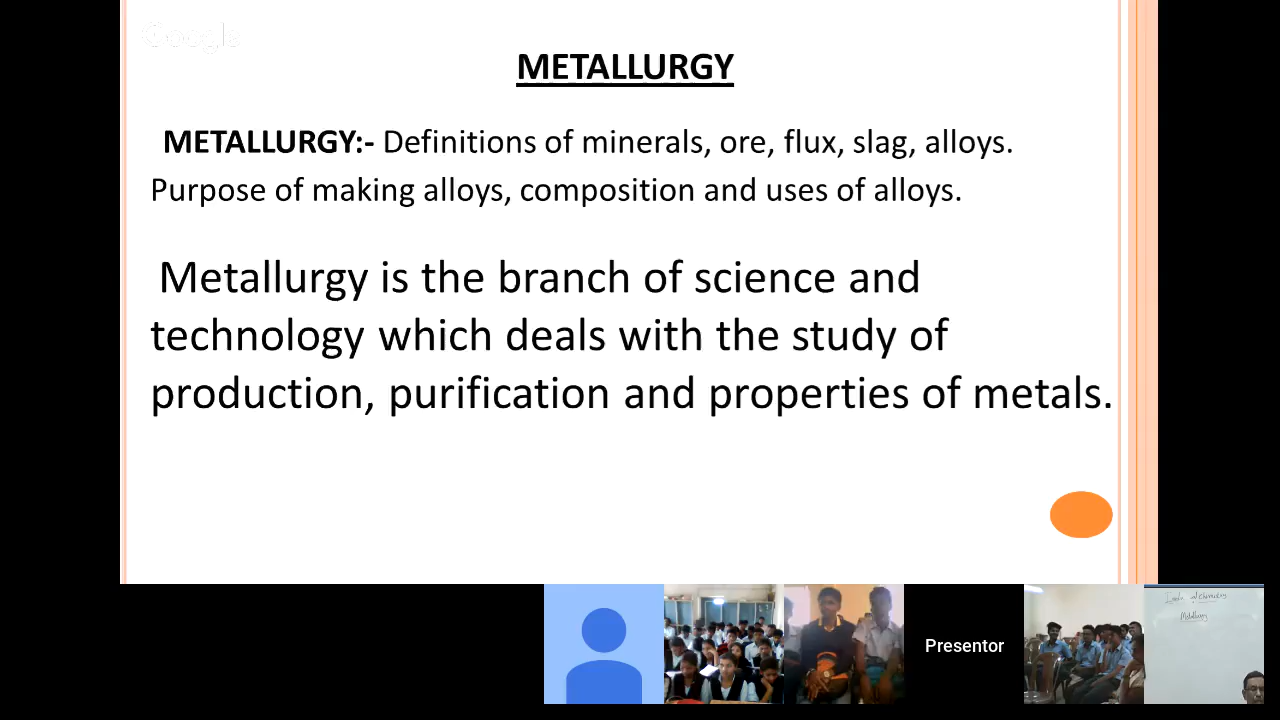 Google
METALLURGY
METALLURGY:- Definitions of minerals, ore, flux, slag, alloys.
Purpose of making alloys, composition and uses of alloys.
Metallurgy is the branch of science and
technology which deals with the study of
production, purification and properties of metals.
Presentor
Metallurgy